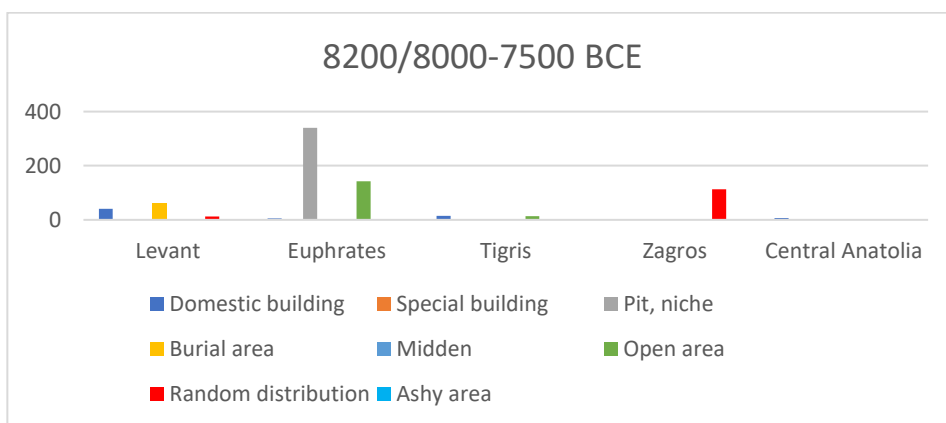 8200/8000-7500 BCE
400
200
0
Levant Euphrates Tigris Zagros Central Anatolia
Domestic building Special building Pit, niche
Burial area Midden Open area
Random distribution Ashy area